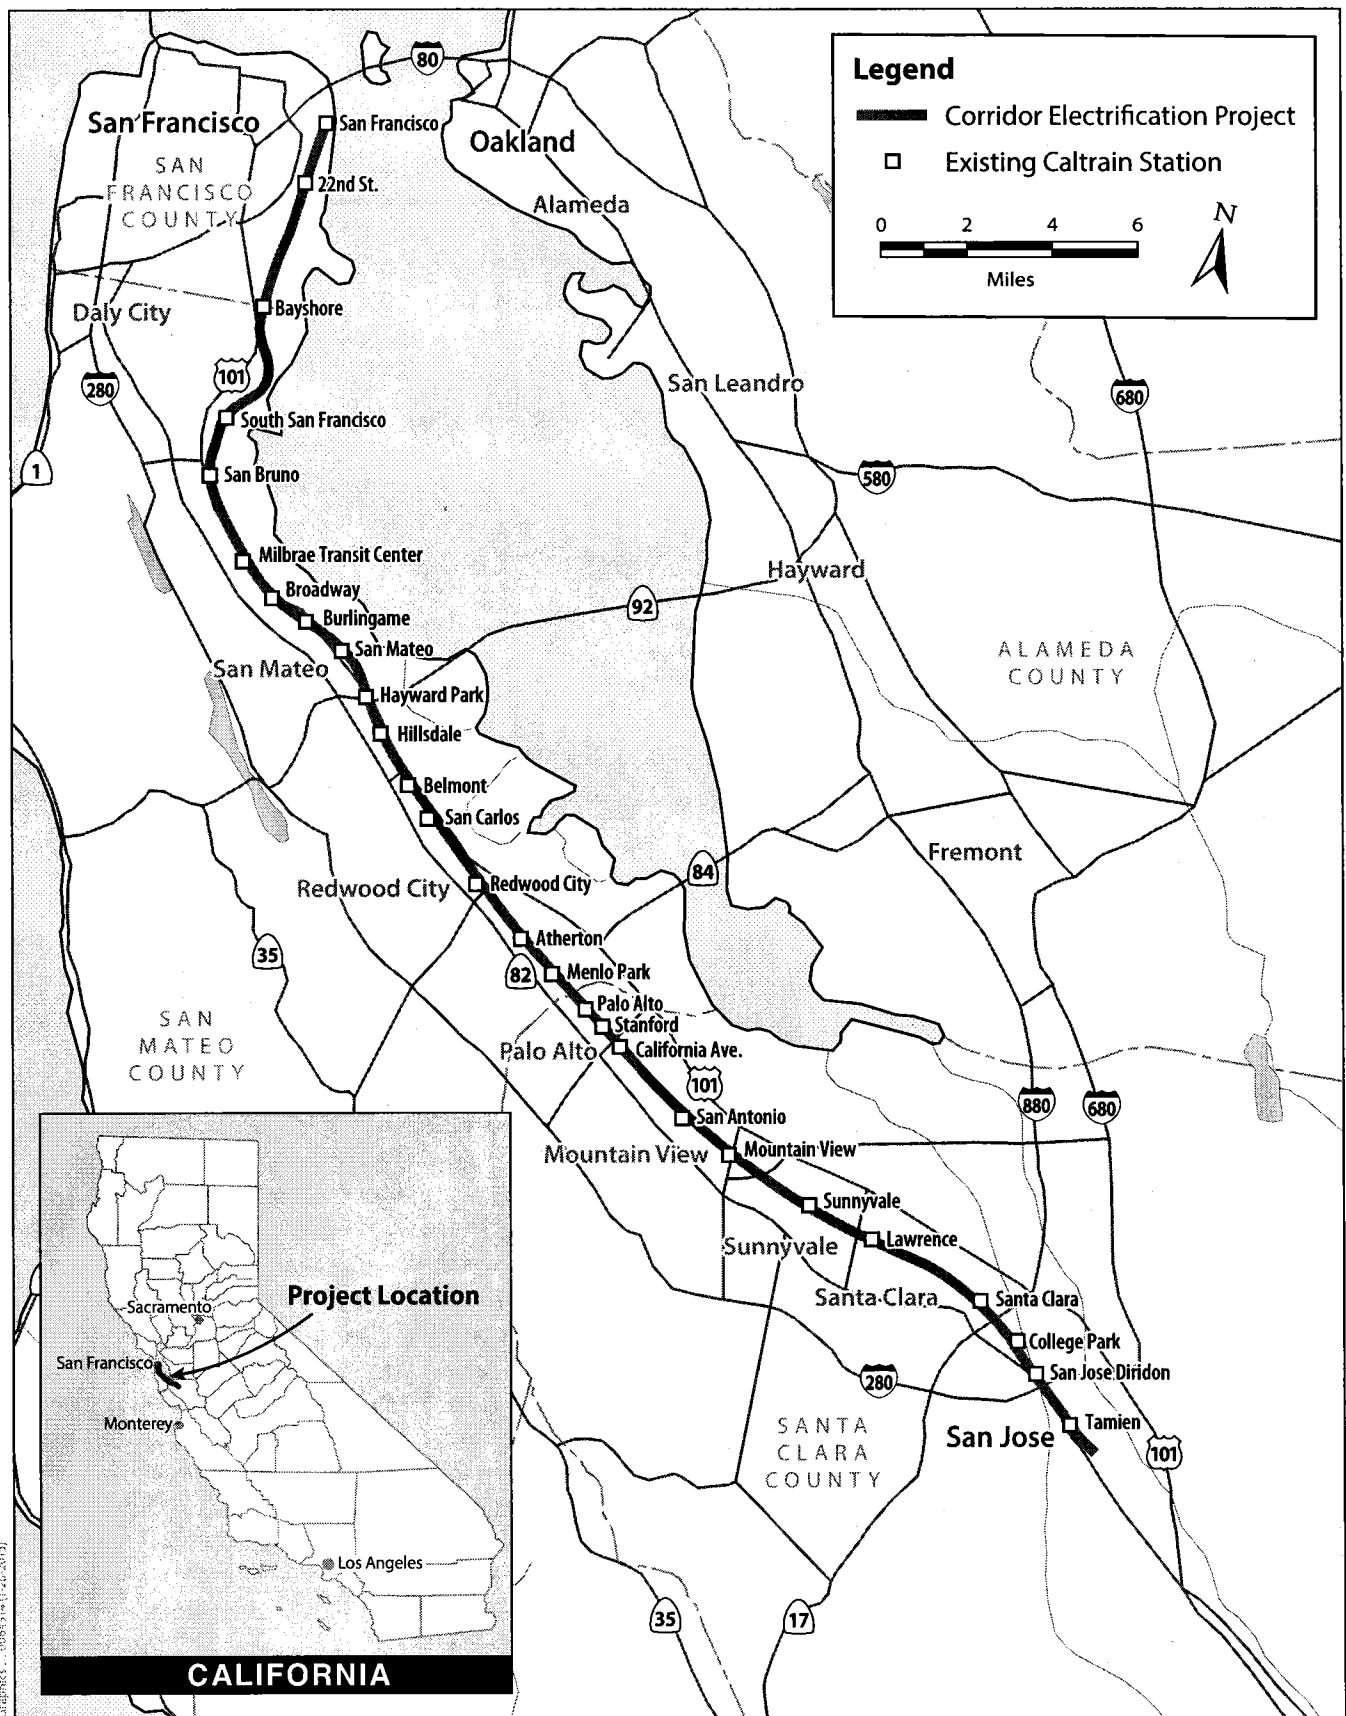 80
Legend
Corridor Electrification Project
Existing Caltrain Station
0 2 4 6
Miles
N
San Francisco
San Francisco
SAN
FRANCISCO
COUNTY
Oakland
22nd St.
Alameda
Bayshore
Daly City
280
101
San Leandro
680
South San Francisco
1
San Bruno
580
Milbrae Transit Center
Hayward
Broadway
92
Burlingame
San Mateo
San Mateo
ALAMEDA
COUNTY
Hayward Park
Hillsdale
Belmont
San Carlos
Fremont
84
Redwood City
Redwood City
Atherton
35
82
Menlo Park
Palo Alto
Stanford
SAN
MATEO
COUNTY
Palo Alto
California Ave.
101
880
680
San Antonio
Mountain View
Mountain View
Sunnyvale
Sunnyvale
Lawrence
Santa Clara
Santa Clara
College Park
San Jose Diridon
280
Tamien
San Jose
SANTA
CLARA
COUNTY
101
35
17
Project Location
Sacramento
San Francisco
Monterey
Los Angeles
CALIFORNIA